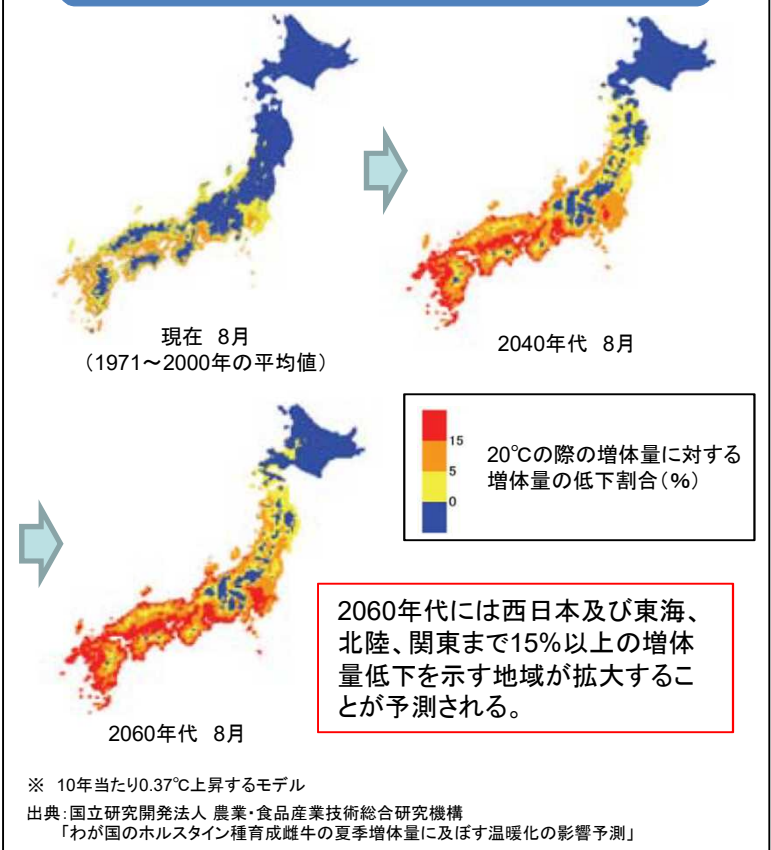 現在 8月
（1971～2000年の平均値）
2040年代 8月
15
5
0
20℃の際の増体量に対する
増体量の低下割合（%）
2060年代には西日本及び東海、
北陸、関東まで15%以上の増体
量低下を示す地域が拡大するこ
とが予測される。
2060年代 8月
※ 10年当たり0.37℃上昇するモデル
出典：国立研究開発法人 農業・食品産業技術総合研究機構
「わが国のホルスタイン種育成雌牛の夏季増体量に及ぼす温暖化の影響予測」